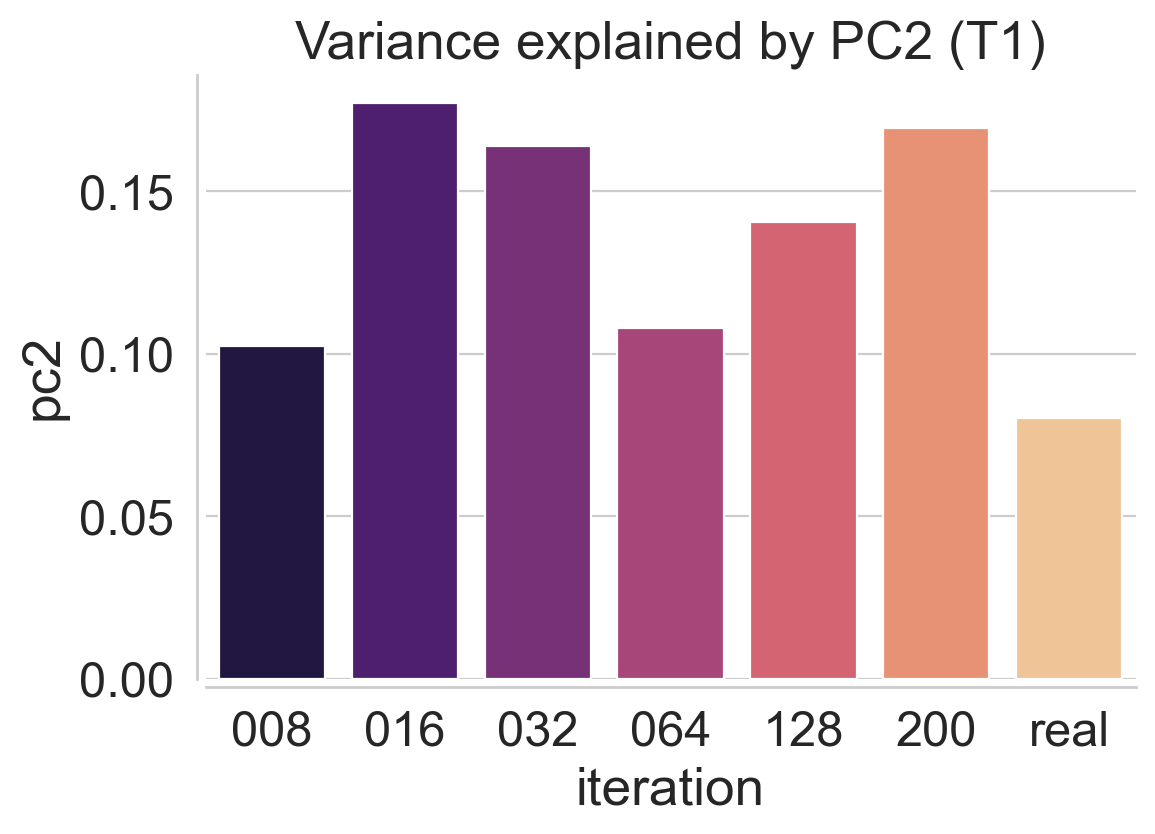 Variance explained by PC2 (T1)
pc2
0.15
0.10
0.05
0.00
008 016 032 064 128 200 real
iteration